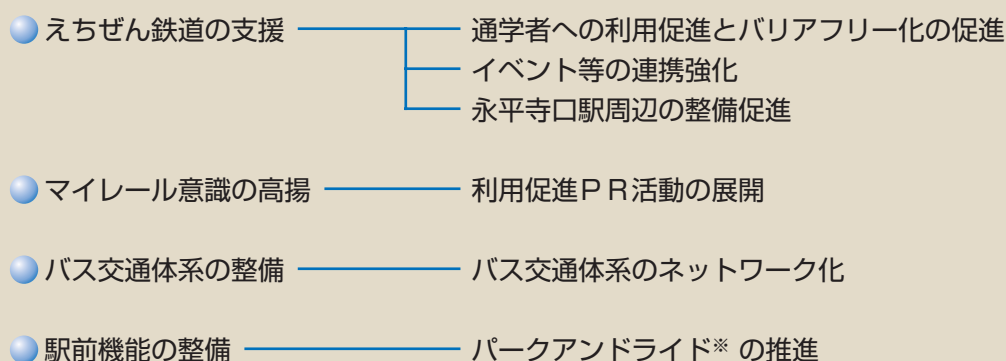 えちぜん鉄道の支援 通学者への利用促進とバリアフリー化の促進
イベント等の連携強化
永平寺口駅周辺の整備促進
マイレール意識の高揚 利用促進ＰＲ活動の展開
バス交通体系の整備 バス交通体系のネットワーク化
駅前機能の整備 パークアンドライド※ の推進